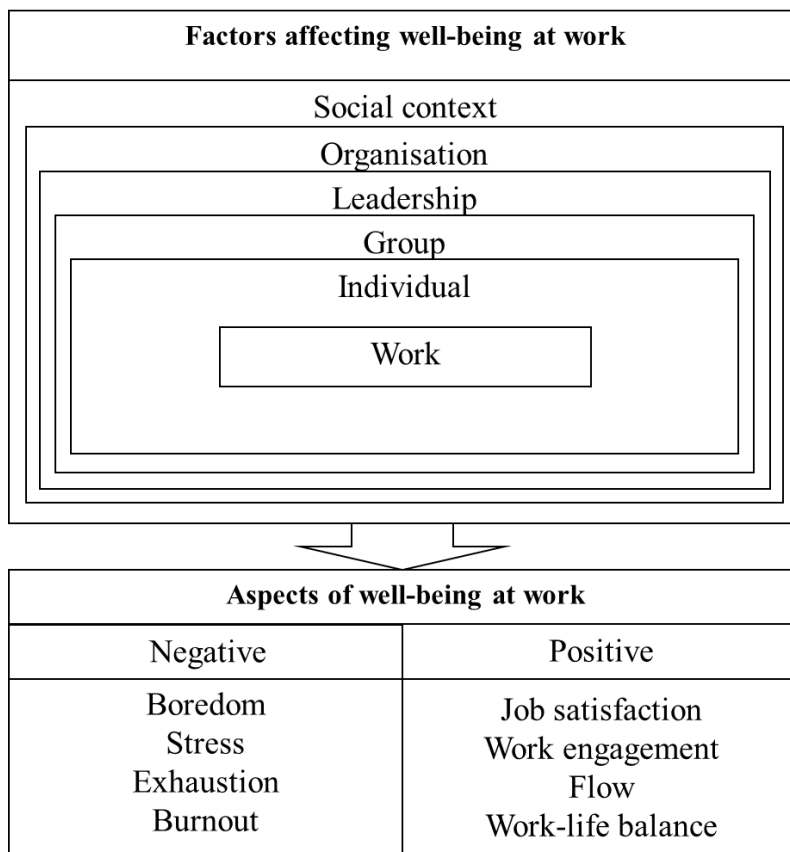 Factors affecting well-being at work
Social context
Organisation
Leadership
Group
Individual
Work
Aspects of well-being at work
Negative
Positive
Boredom
Stress
Exhaustion
Burnout
Job satisfaction
Work engagement
Flow
Work-life balance